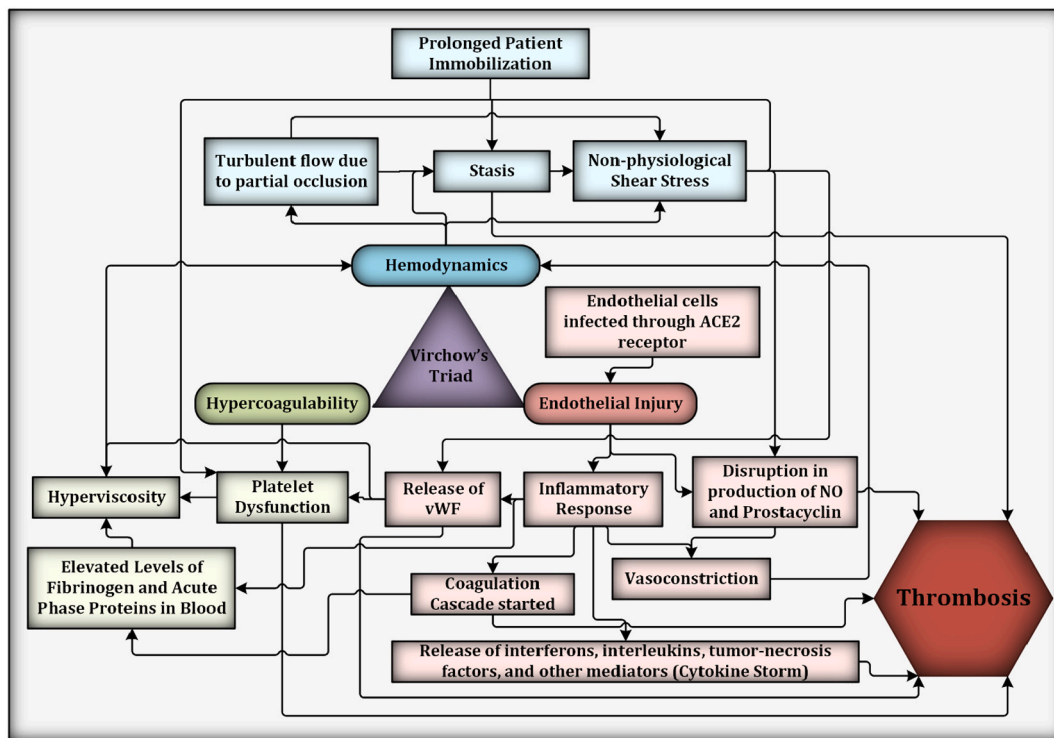 Prolonged Patient
Immobilization
Turbulent flow due
to partial occlusion
Stasis
Non-physiological
Shear Stress
Hemodynamics
Endothelial cells
infected through ACE2
receptor
Virchow's
Triad
Hypercoagulability
Endothelial Injury
Hyperviscosity
Platelet
Dysfunction
Release of
vWF
Inflammatory
Response
Disruption in
production of NO
and Prostacyclin
Elevated Levels of
Fibrinogen and Acute
Phase Proteins in Blood
Coagulation
Cascade started
Vasoconstriction
Thrombosis
Release of interferons, interleukins, tumor-necrosis
factors, and other mediators (Cytokine Storm)